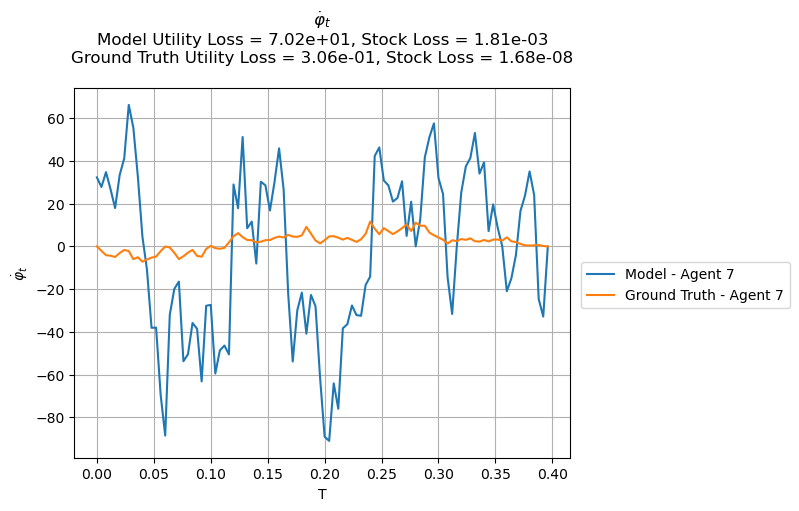 φ̇ₜ
Model Utility Loss = 7.02e+01, Stock Loss = 1.81e-03
Ground Truth Utility Loss = 3.06e-01, Stock Loss = 1.68e-08
60
40
20
0
−20
−40
−60
−80
φ̇ₜ
0.00 0.05 0.10 0.15 0.20 0.25 0.30 0.35 0.40
T
Model - Agent 7
Ground Truth - Agent 7